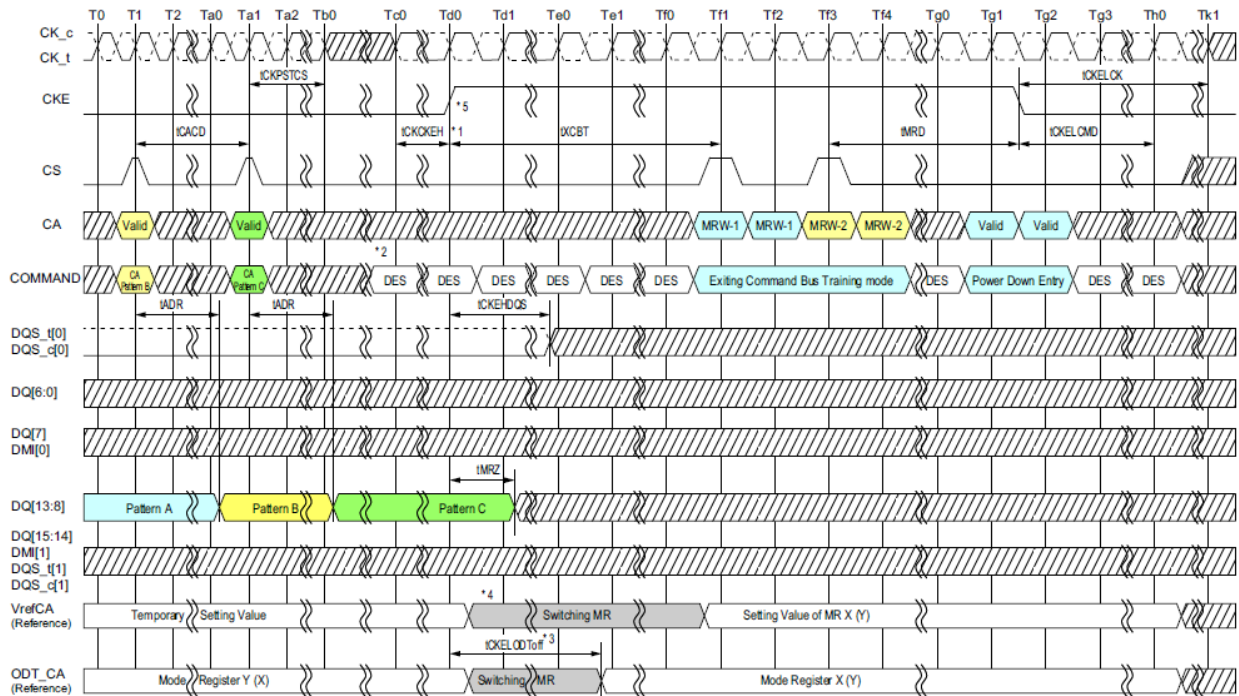 T0 T1 T2 Ta0 Ta1 Ta2 Tb0 Tc0 Td0 Td1 Te0 Te1 Tf0 Tf1 Tf2 Tf3 Tf4 Tg0 Tg1 Tg2 Tg3 Th0 Tk1
CK_c
CK_t
tCKPSTCS tCKELCK
CKE
*5
tCACD tCKCKEH *1 tXCBT tMRD tCKELCMD
CS
CA Valid Valid MRW-1 MRW-1 MRW-2 MRW-2 Valid Valid
*2
COMMAND CA Pattern B CA Pattern C DES DES DES DES DES DES Exiting Command Bus Training mode DES Power Down Entry DES DES
tADR tADR tCKEHDQS
DQS_t[0]
DQS_c[0]
DQ[6:0]
DQ[7]
DMI[0]
tMRZ
DQ[13:8] Pattern A Pattern B Pattern C
DQ[15:14]
DMI[1]
DQS_t[1]
DQS_c[1]
*4
VrefCA
(Reference) Temporary Setting Value Switching MR Setting Value of MR X (Y)
tCKELODToff *3
ODT_CA
(Reference) Mode Register Y (X) Switching MR Mode Register X (Y)